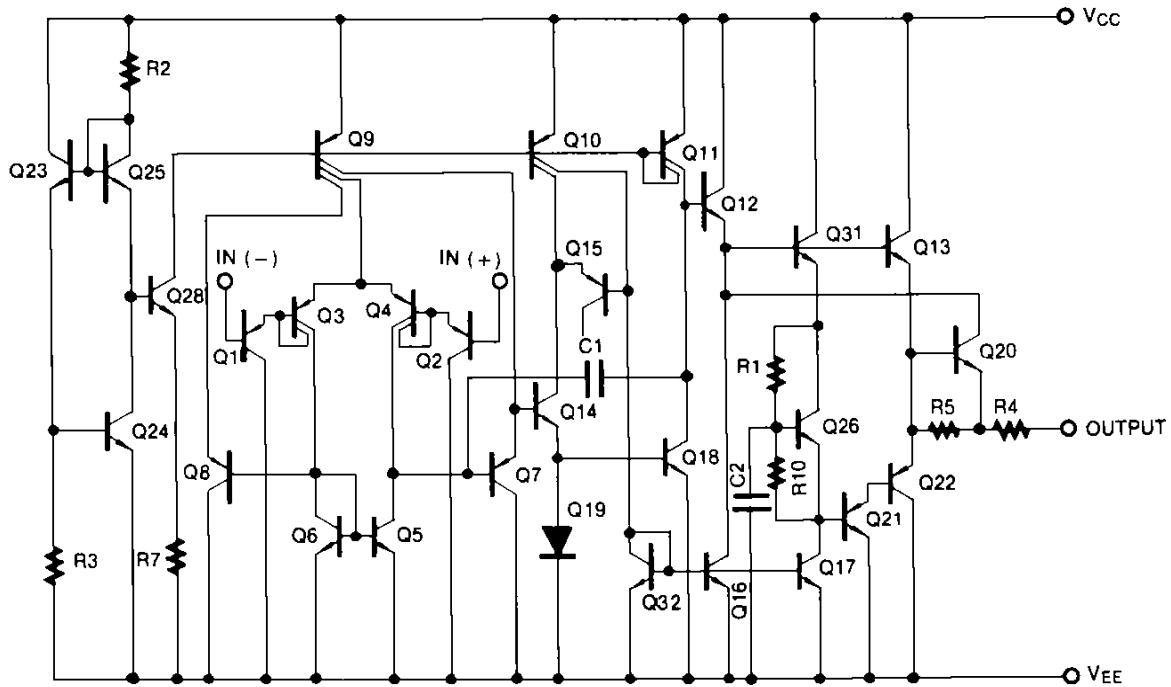 VCC
R2
Q9
Q10
Q11
Q23
Q25
Q12
Q31
Q13
IN (-)
IN (+)
Q15
Q28
Q3
Q4
Q1
Q2
C1
R1
Q20
Q14
R5
R4
OUTPUT
Q24
Q26
Q8
Q7
Q18
C2
R10
Q22
Q19
Q21
Q6
Q5
R3
R7
Q17
Q32
Q16
VEE